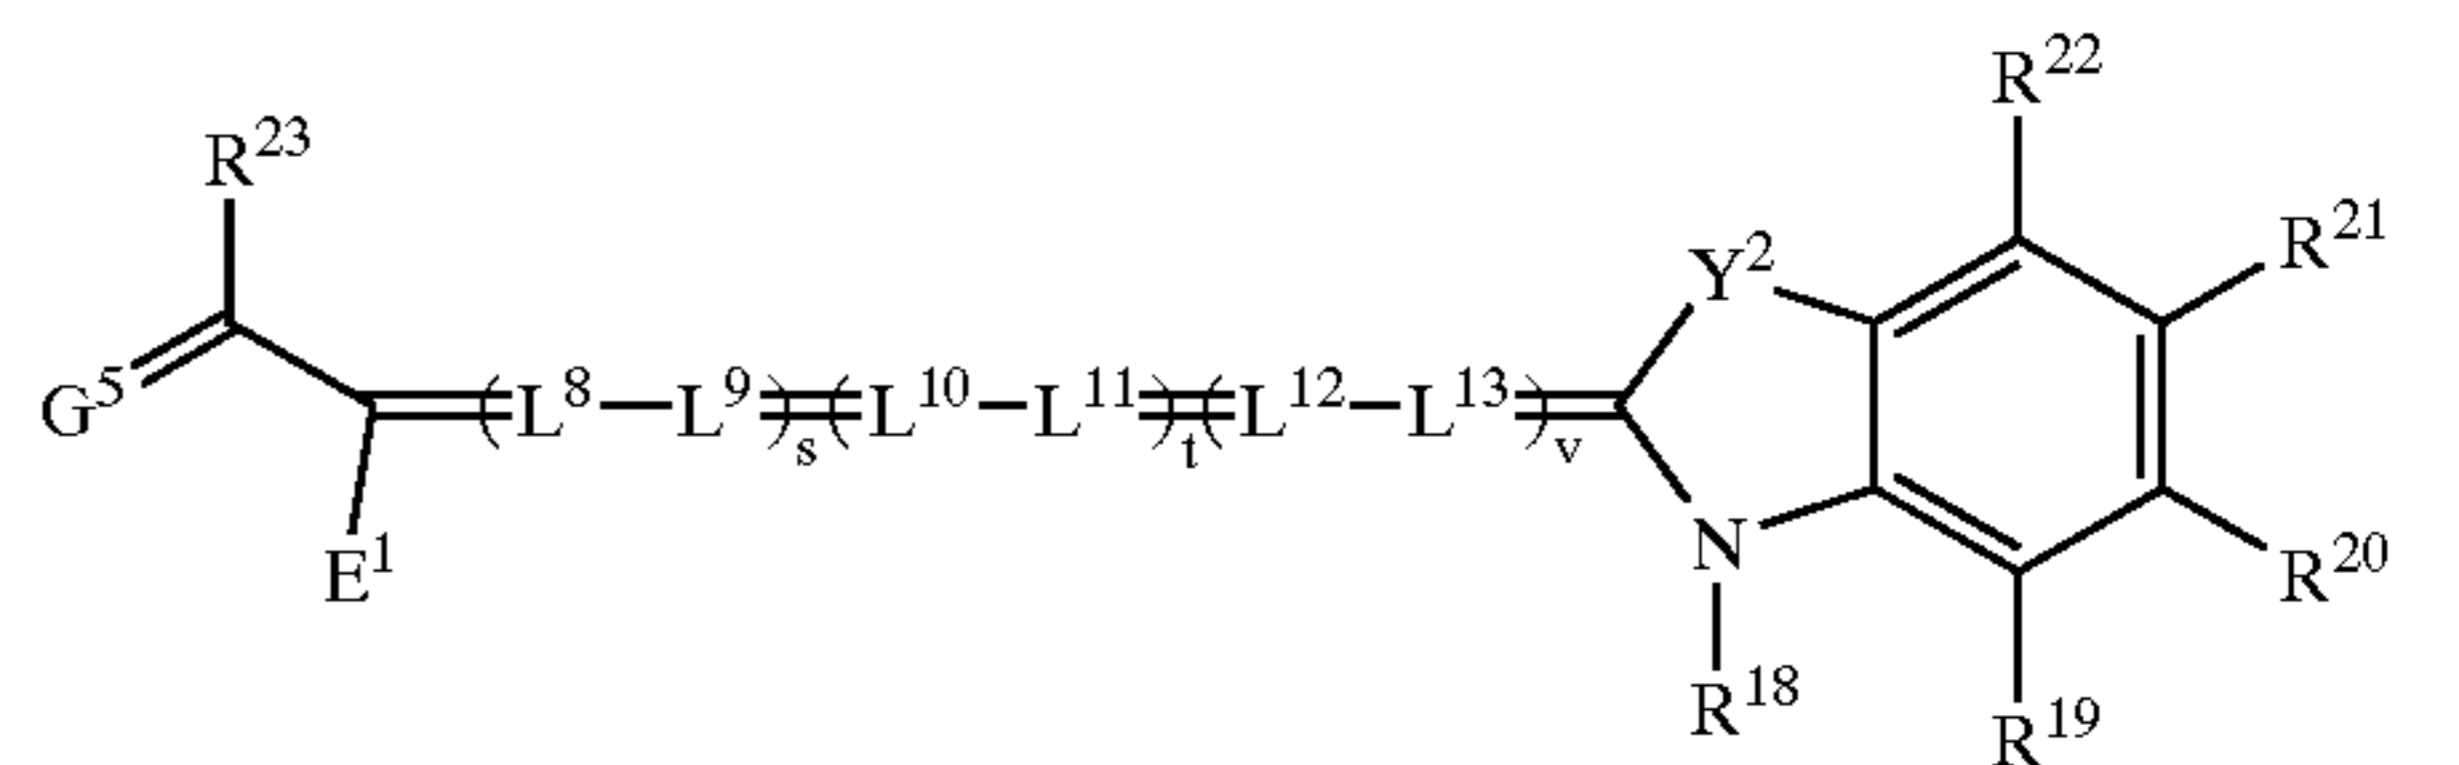 R²²
R²³
R²¹
Y²
G⁵ (L⁸ L⁹)s (L¹⁰ L¹¹)t (L¹² L¹³)v
E¹
N
R²⁰
R¹⁸
R¹⁹